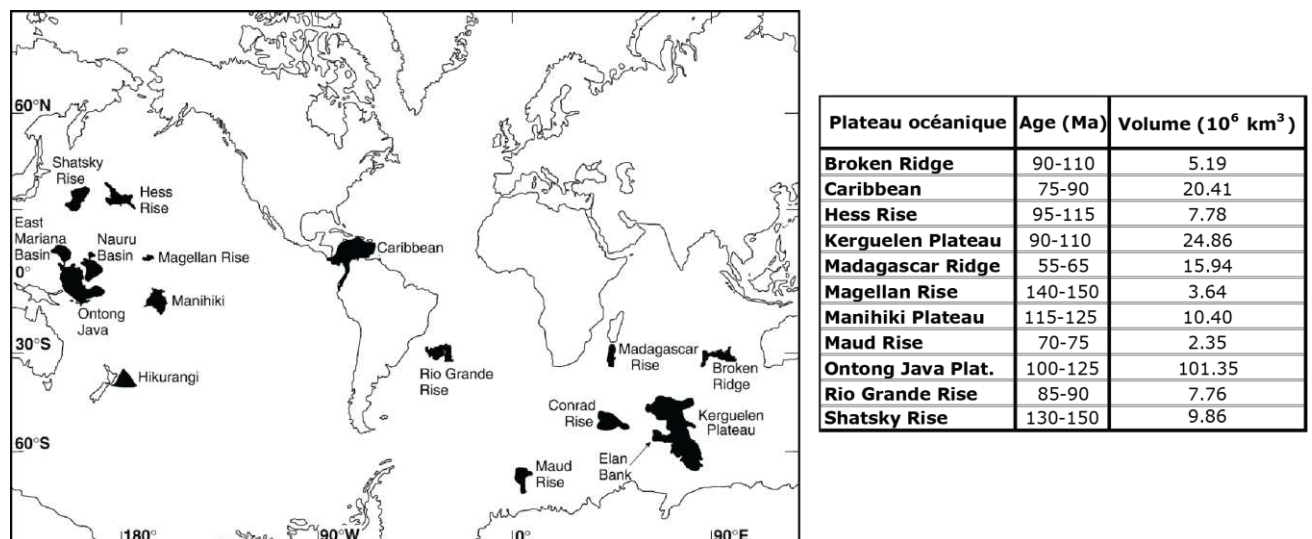 60°N
Shatsky
Rise
Hess
Rise
East
Mariana
Basin
Nauru
Basin
Magellan Rise
0°
Manihiki
Ontong
Java
Caribbean
30°S
Hikurangi
Rio Grande
Rise
Madagascar
Rise
Broken
Ridge
Conrad
Rise
Kerguelen
Plateau
60°S
Elan
Bank
Maud
Rise
180°
90°W
0°
90°E
Plateau océanique Age (Ma) Volume (10⁶ km³)
Broken Ridge 90-110 5.19
Caribbean 75-90 20.41
Hess Rise 95-115 7.78
Kerguelen Plateau 90-110 24.86
Madagascar Ridge 55-65 15.94
Magellan Rise 140-150 3.64
Manihiki Plateau 115-125 10.40
Maud Rise 70-75 2.35
Ontong Java Plat. 100-125 101.35
Rio Grande Rise 85-90 7.76
Shatsky Rise 130-150 9.86